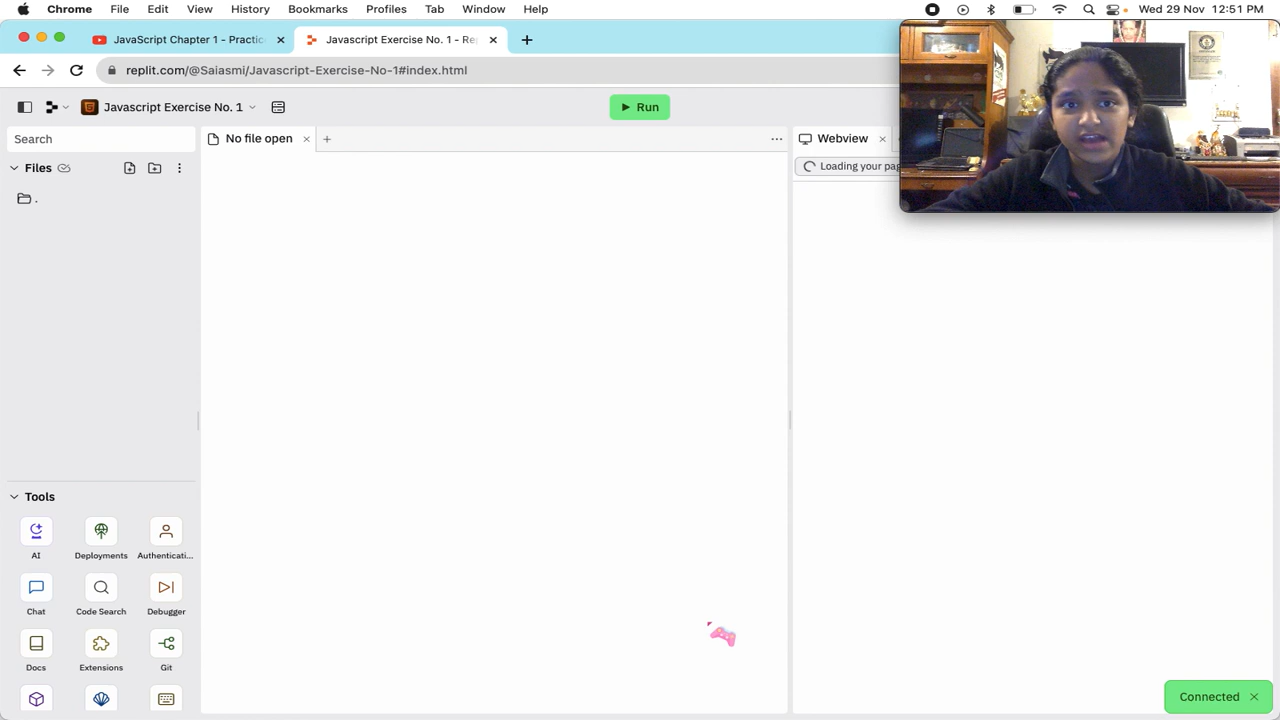 Chrome File Edit View History Bookmarks Profiles Tab Window Help Wed 29 Nov 12:51 PM
JavaScript Chapt
Javascript Exercise No. 1 - Re
replit.com/@Saiasmi/Javascript-Exercise-No-1#index.html
Javascript Exercise No. 1
Run
Search
No file open
Webview
Files
Loading your pag
.
Tools
AI Deployments Authenticati...
Chat Code Search Debugger
Docs Extensions Git
Connected